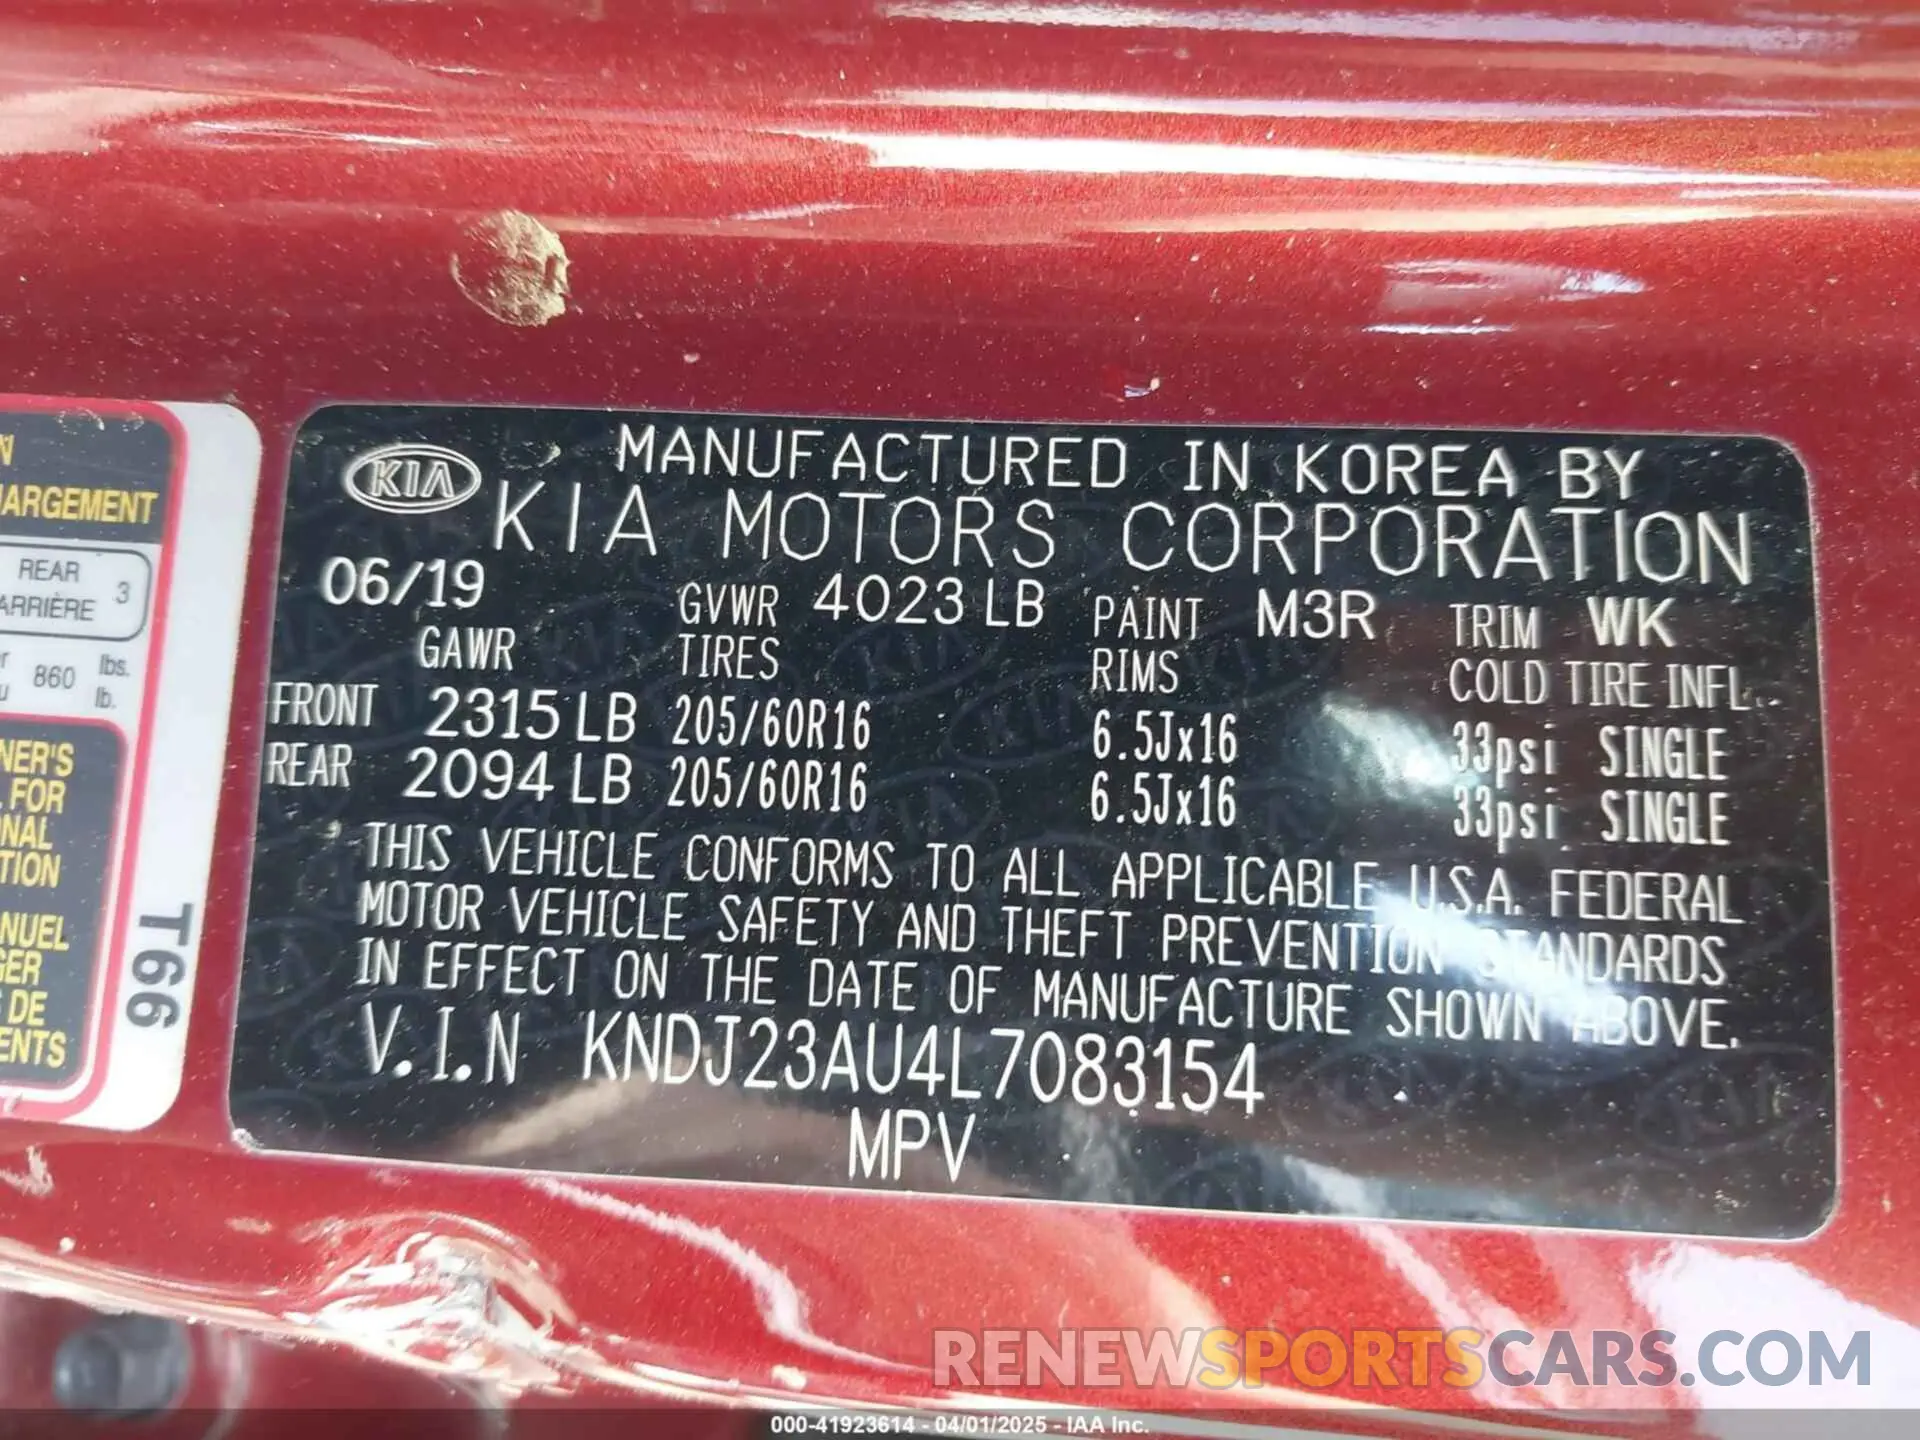 KIA
MANUFACTURED IN KOREA BY
KIA MOTORS CORPORATION
06/19 GVWR 4023 LB PAINT M3R TRIM WK
GAWR TIRES RIMS COLD TIRE INFL.
FRONT 2315 LB 205/60R16 6.5Jx16 33psi SINGLE
REAR 2094 LB 205/60R16 6.5Jx16 33psi SINGLE
THIS VEHICLE CONFORMS TO ALL APPLICABLE U.S.A. FEDERAL
MOTOR VEHICLE SAFETY AND THEFT PREVENTION STANDARDS
IN EFFECT ON THE DATE OF MANUFACTURE SHOWN ABOVE.
V.I.N KNDJ23AU4L7083154
MPV
REAR 3
860 lbs.
lb.
FOR
DE
T66
RENEWSPORTSCARS.COM
000-41923614 - 04/01/2025 - IAA Inc.